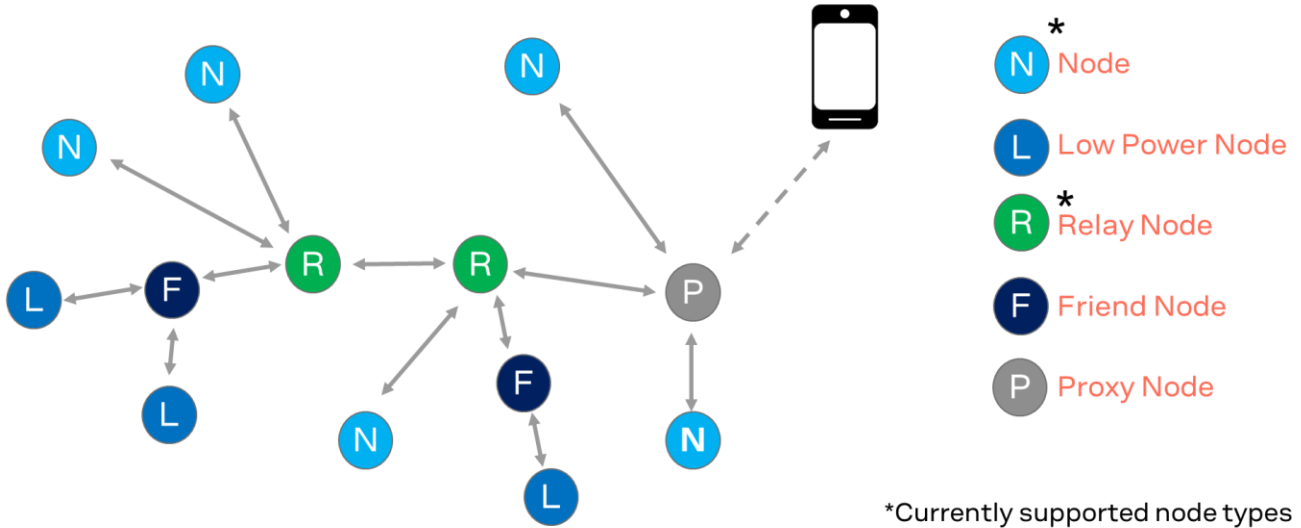 N
N
N
*
N Node
L Low Power Node
*
R Relay Node
R
R
F
L
P
F Friend Node
F
P Proxy Node
L
N
N
L
*Currently supported node types